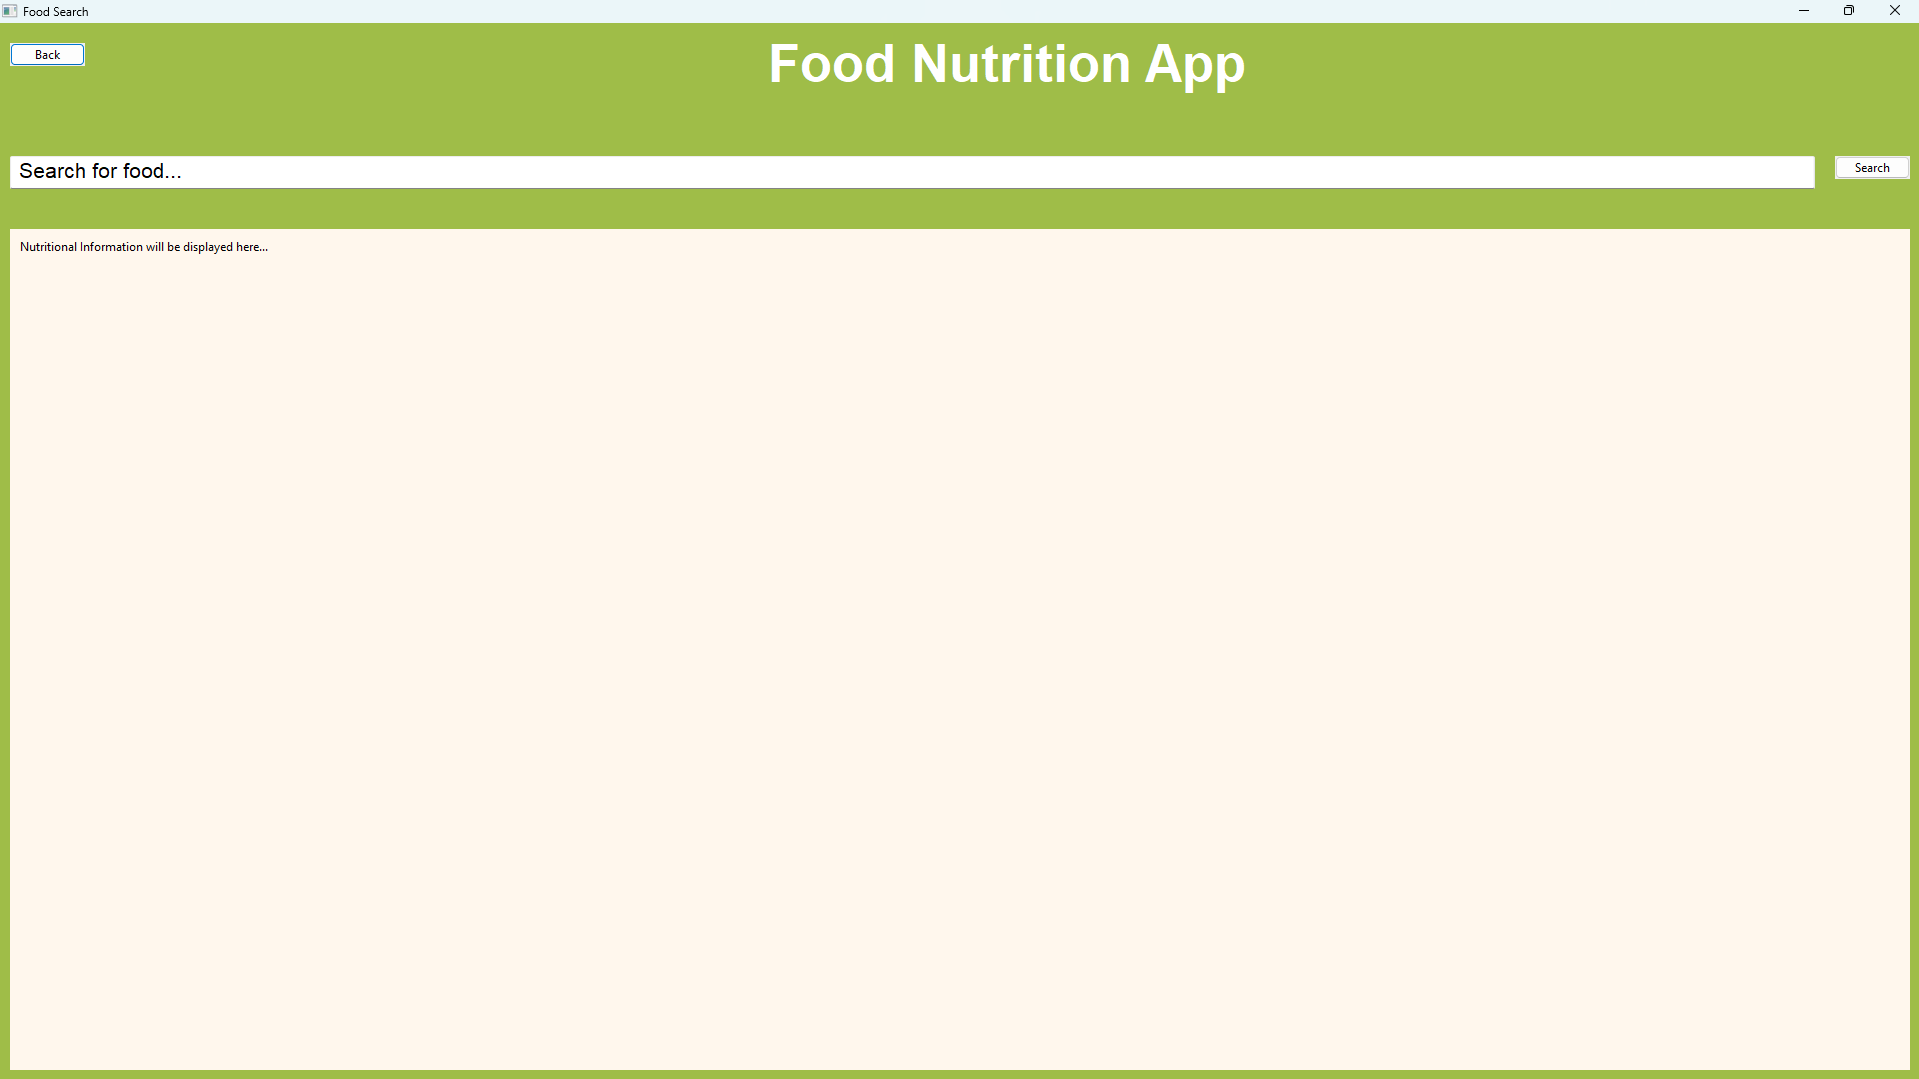 Food Search
Back
Food Nutrition App
Search for food...
Search
Nutritional Information will be displayed here...